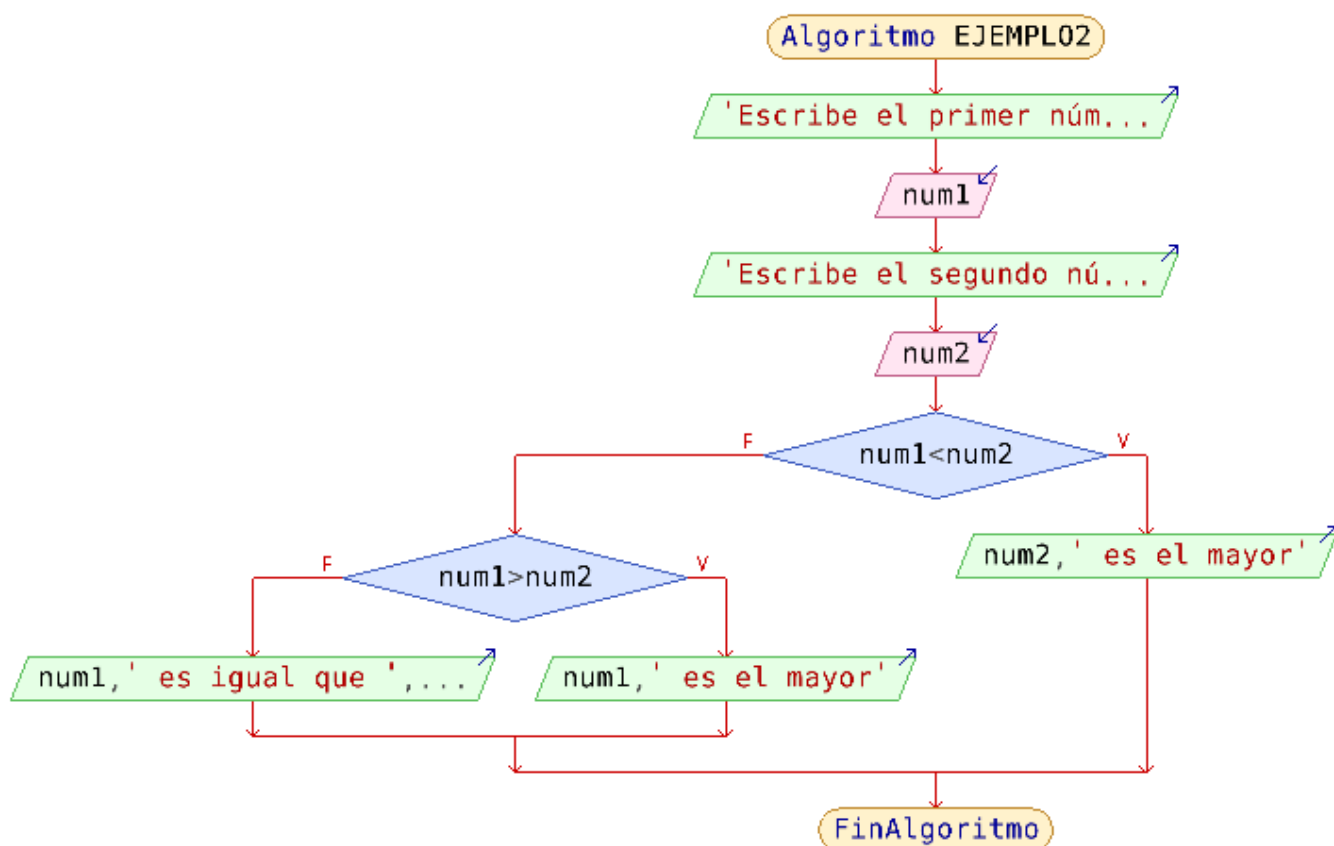 Algoritmo EJEMPLO2
'Escribe el primer núm...
num1
'Escribe el segundo nú...
num2
F
num1<num2
V
num2,' es el mayor'
F
num1>num2
V
num1,' es igual que ',...
num1,' es el mayor'
FinAlgoritmo